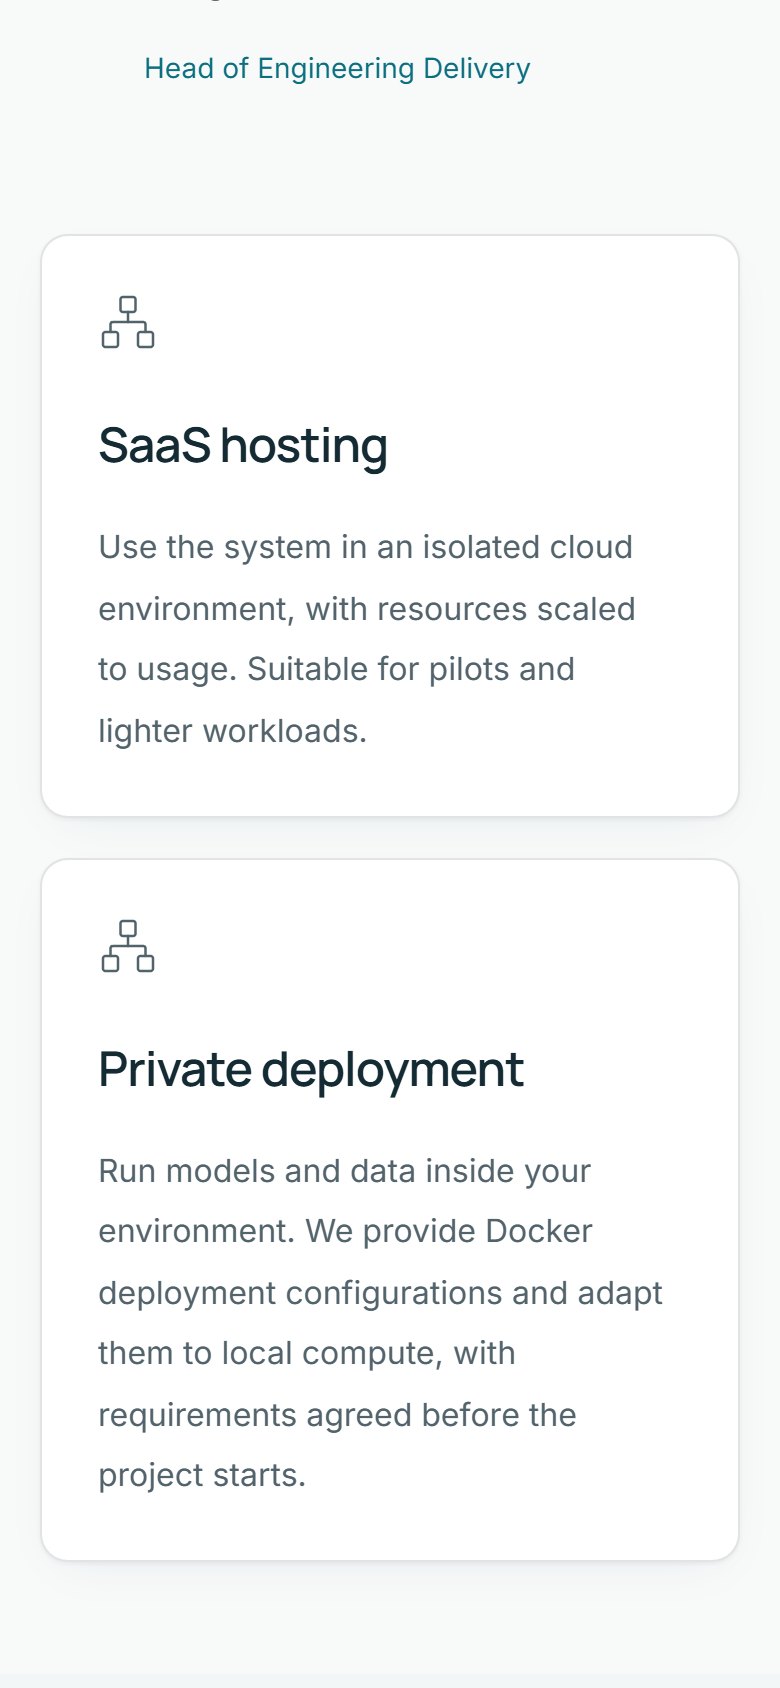 Head of Engineering Delivery
SaaS hosting
Use the system in an isolated cloud
environment, with resources scaled
to usage. Suitable for pilots and
lighter workloads.
Private deployment
Run models and data inside your
environment. We provide Docker
deployment configurations and adapt
them to local compute, with
requirements agreed before the
project starts.